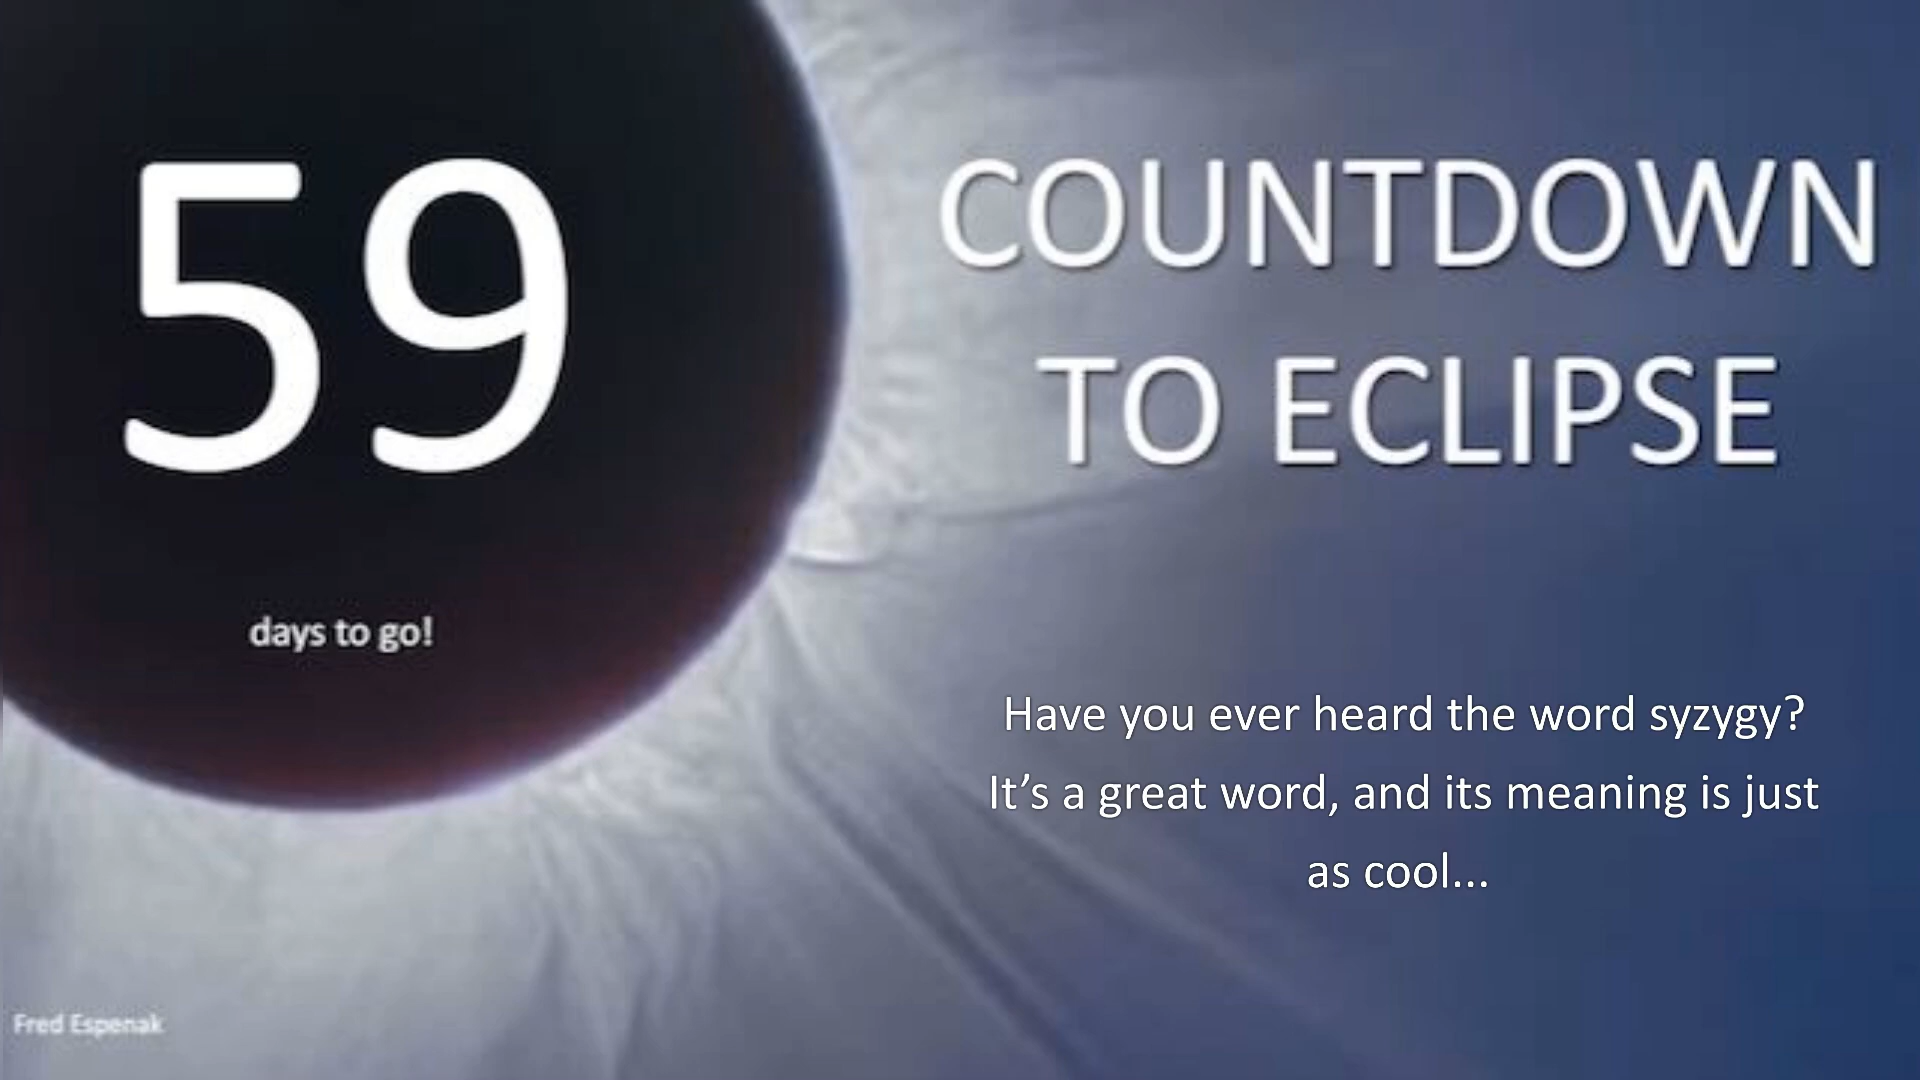 59
days to go!
COUNTDOWN
TO ECLIPSE
Have you ever heard the word syzygy?
It’s a great word, and its meaning is just
as cool...
Fred Espenak